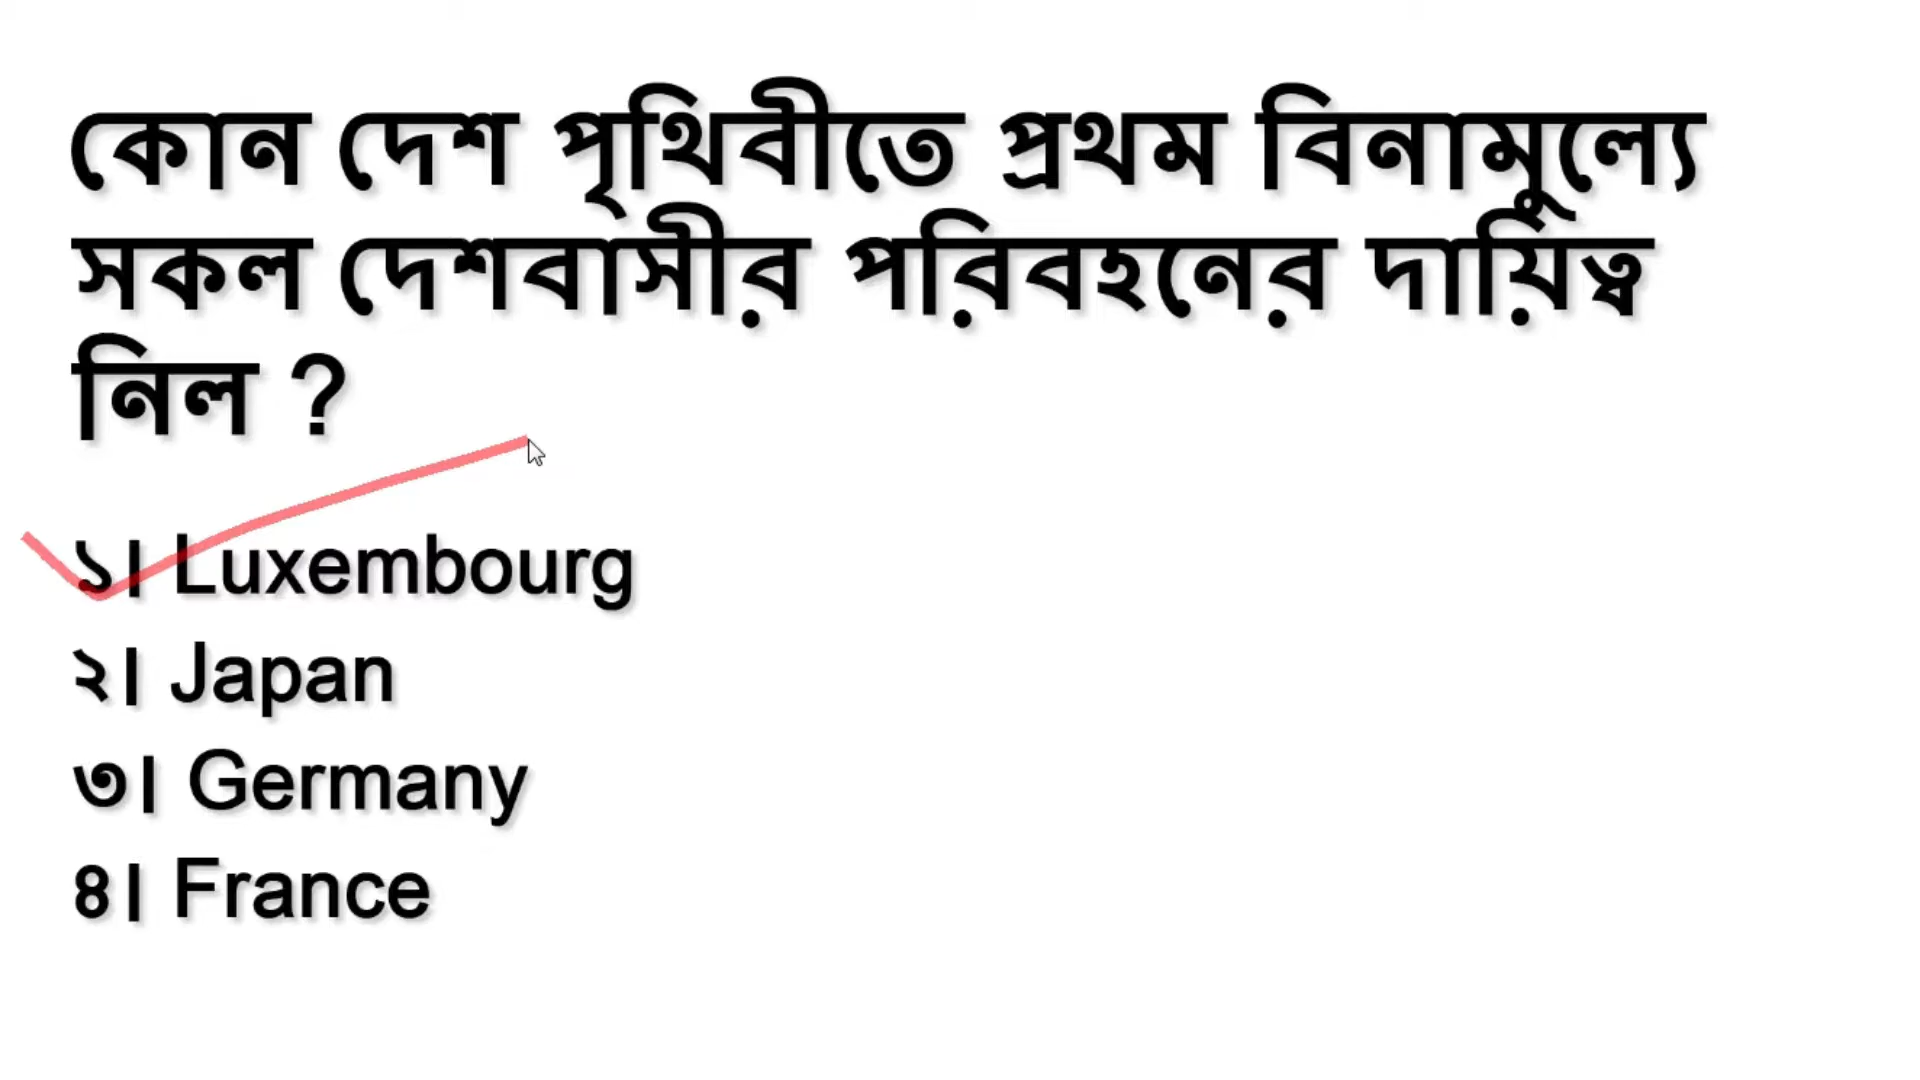 কোন দেশ পৃথিবীতে প্রথম বিনামুল্যে
সকল দেশবাসীর পরিবহনের দায়িত্ব
নিল ?
১। Luxembourg
২। Japan
৩। Germany
৪। France